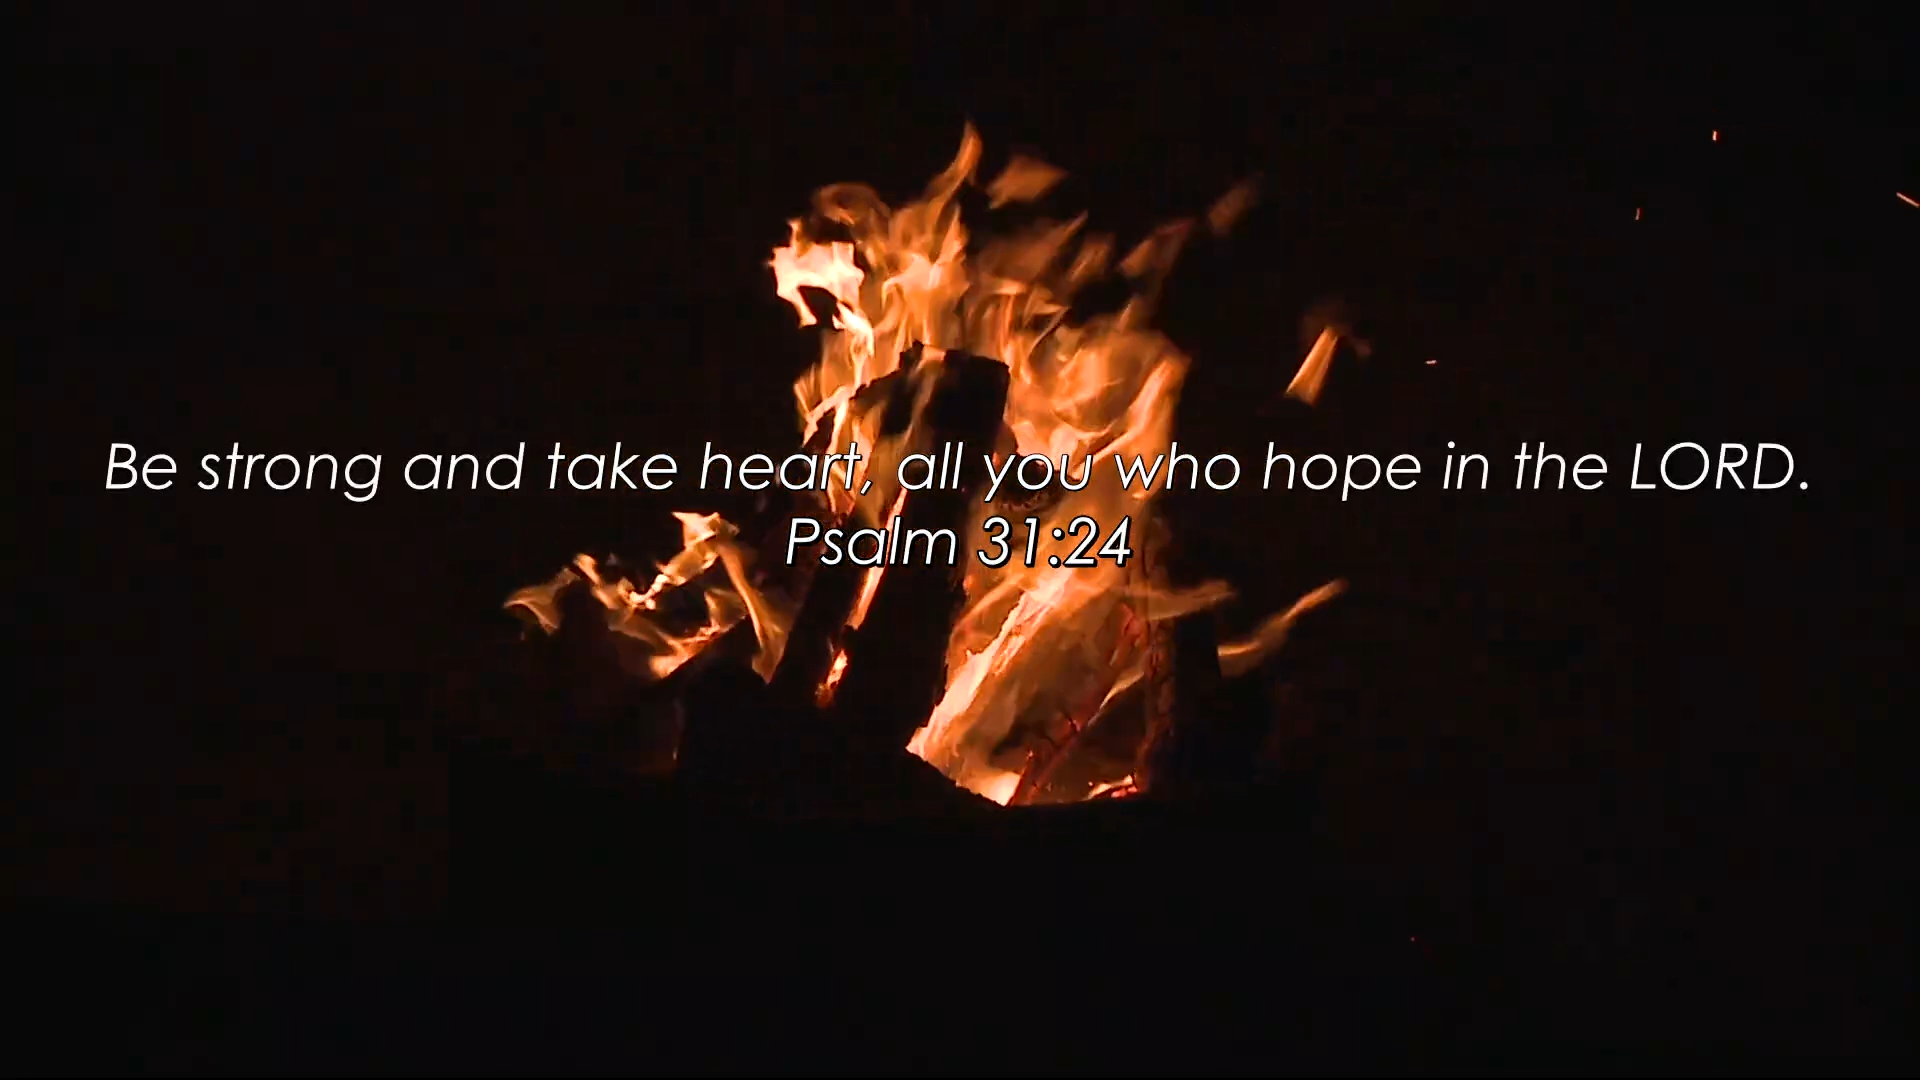 Be strong and take heart, all you who hope in the LORD.
Psalm 31:24